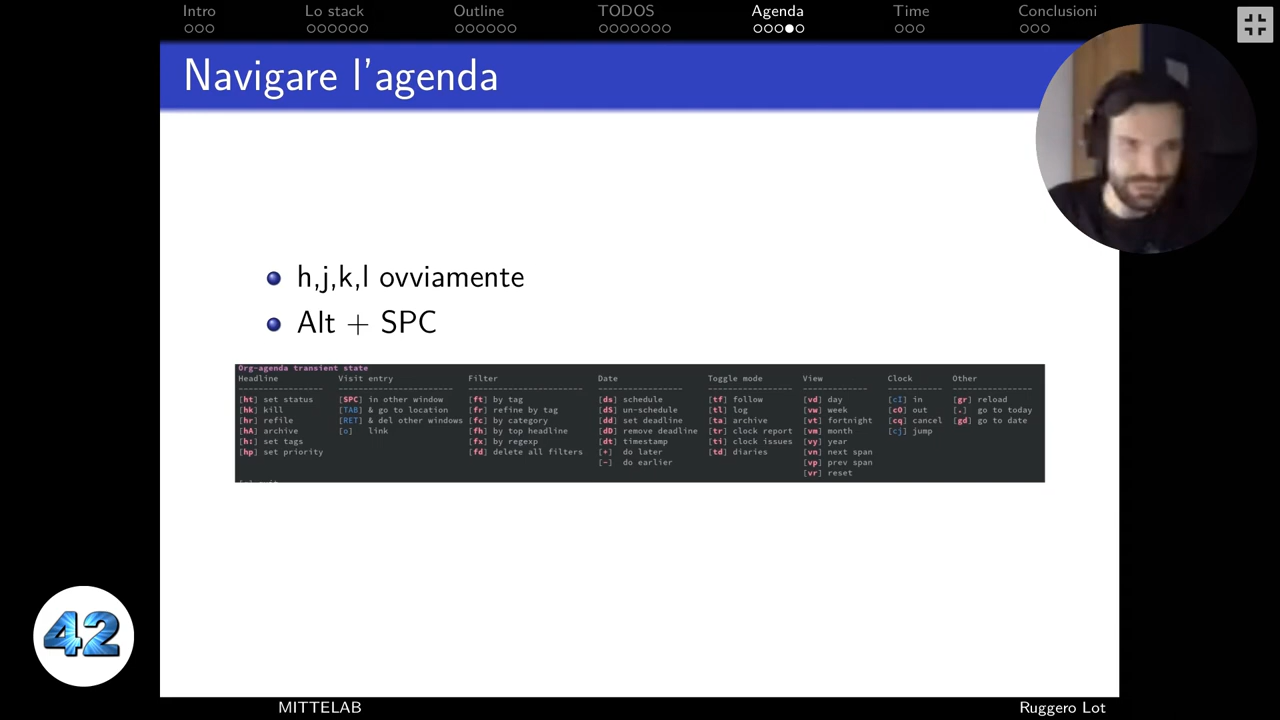 Intro Lo stack Outline TODOS Agenda Time Conclusioni
Navigare l'agenda
h,j,k,l ovviamente
Alt + SPC
Org-agenda transient state
Headline Visit entry Filter Date Toggle mode View Clock Other
[ht] set status [SPC] in other window [ft] by tag [ds] schedule [tf] follow [vd] day [cI] in [gr] reload
[hk] kill [TAB] & go to location [fr] refine by tag [dS] un-schedule [tl] log [vw] week [cO] out [.] go to today
[hr] refile [RET] & del other windows [fc] by category [dd] set deadline [ta] archive [vt] fortnight [cq] cancel [gd] go to date
[hA] archive [o] link [fh] by top headline [dD] remove deadline [tr] clock report [vm] month [cj] jump
[h:] set tags [fx] by regexp [dt] timestamp [ti] clock issues [vy] year
[hp] set priority [fd] delete all filters [+] do later [td] diaries [vn] next span
[-] do earlier [vp] prev span
[vr] reset
42
MITTELAB Ruggero Lot